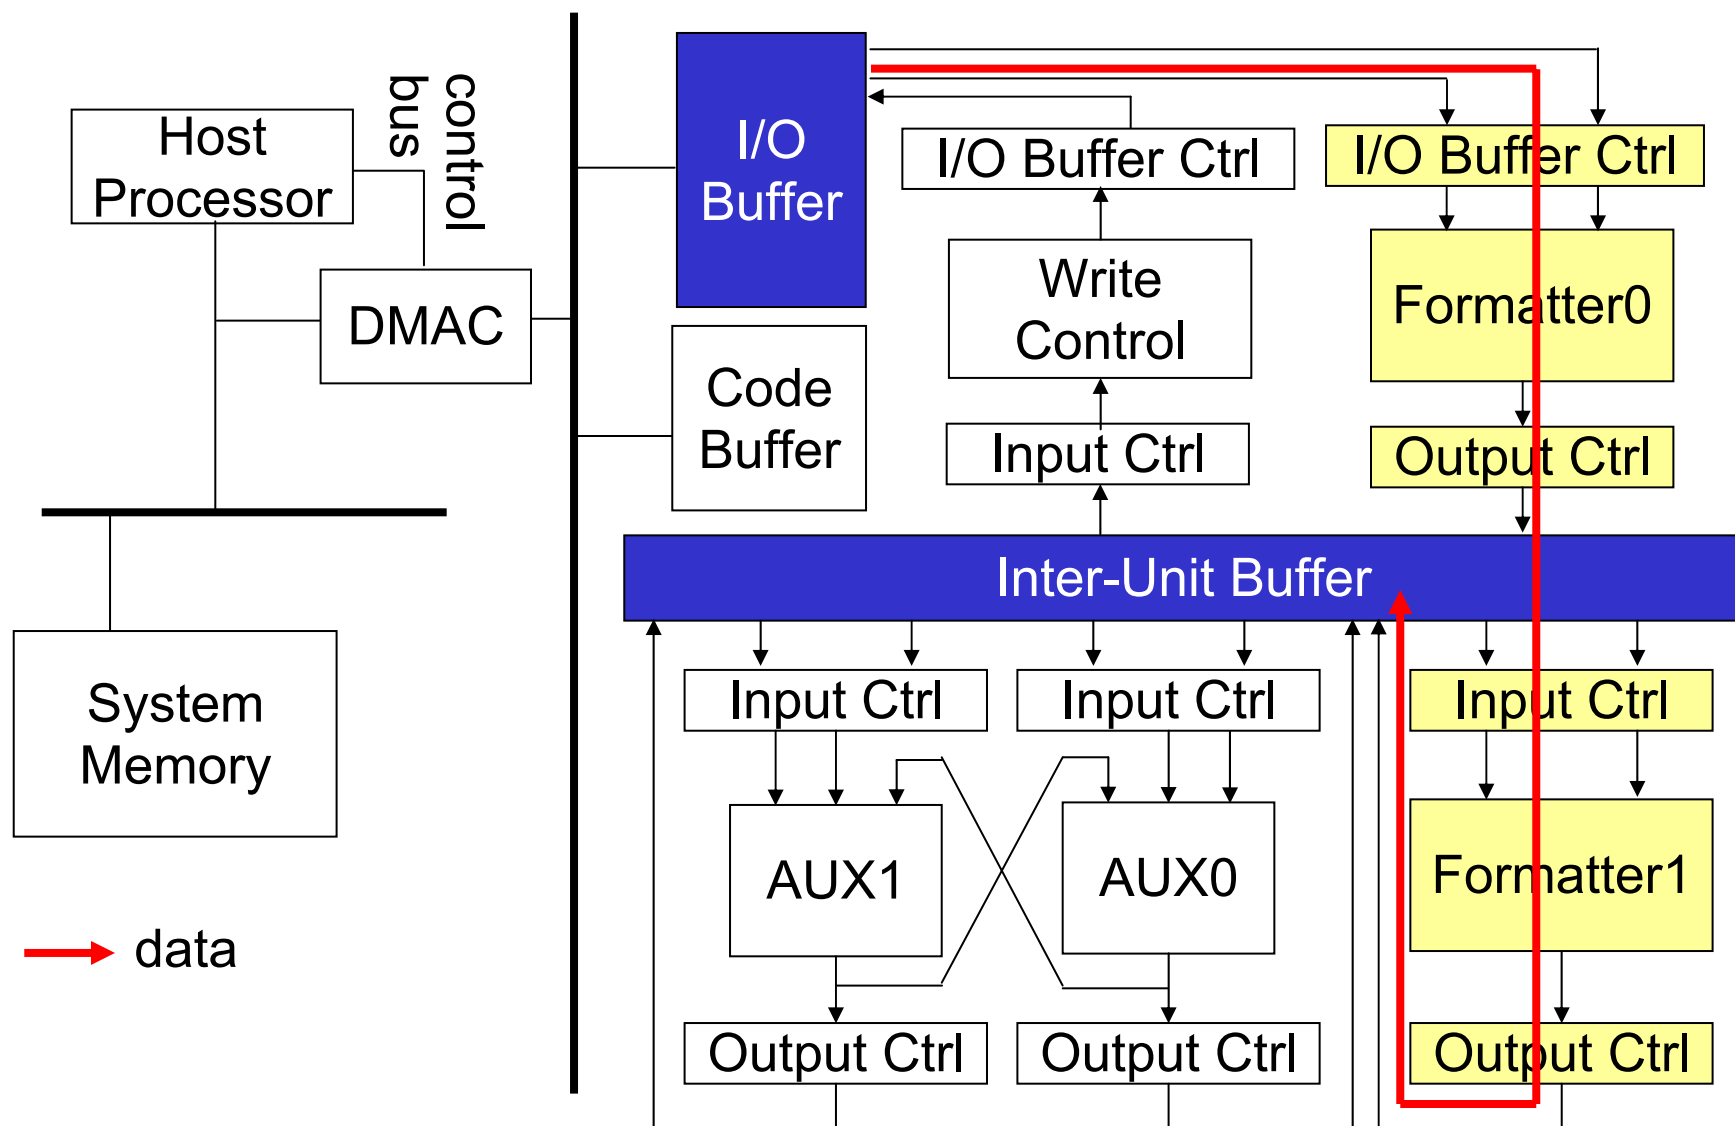 control
bus
Host
Processor
DMAC
System
Memory
data
I/O
Buffer
Code
Buffer
I/O Buffer Ctrl
Write
Control
Input Ctrl
I/O Buffer Ctrl
Formatter0
Output Ctrl
Inter-Unit Buffer
Input Ctrl
Input Ctrl
Input Ctrl
AUX1
AUX0
Formatter1
Output Ctrl
Output Ctrl
Output Ctrl